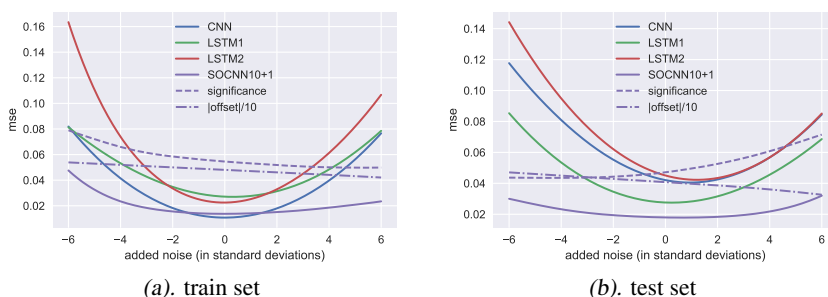 0.16
0.14
0.12
0.10
0.08
0.06
0.04
0.02
mse
CNN
LSTM1
LSTM2
SOCNN10+1
significance
|offset|/10
−6 −4 −2 0 2 4 6
added noise (in standard deviations)
(a). train set
0.14
0.12
0.10
0.08
0.06
0.04
0.02
mse
CNN
LSTM1
LSTM2
SOCNN10+1
significance
|offset|/10
−6 −4 −2 0 2 4 6
added noise (in standard deviations)
(b). test set